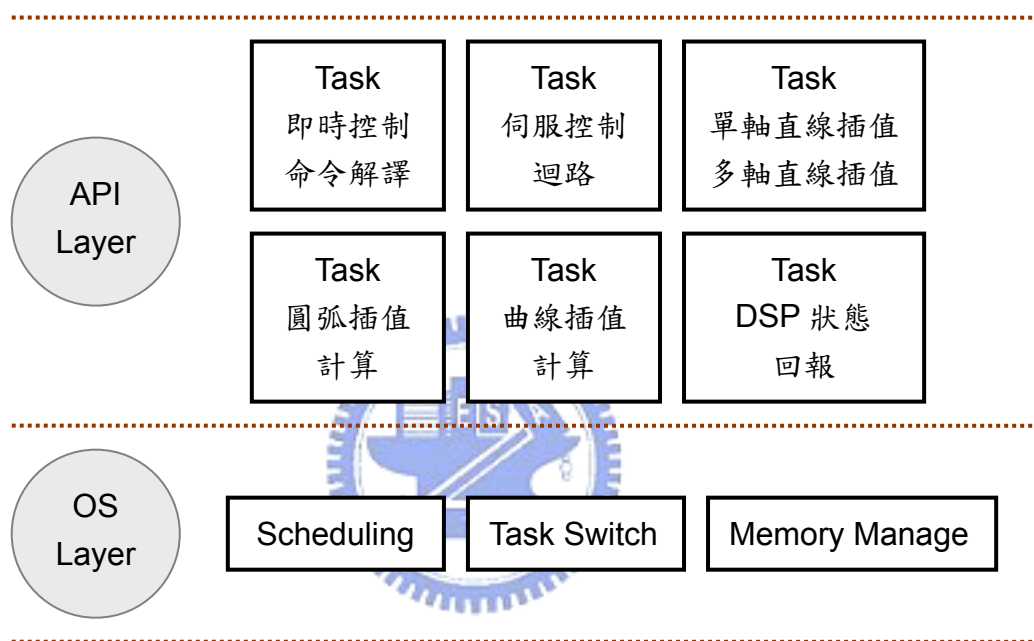 API
Layer
Task
即時控制
命令解譯
Task
伺服控制
迴路
Task
單軸直線插值
多軸直線插值
Task
圓弧插值
計算
Task
曲線插值
計算
Task
DSP 狀態
回報
OS
Layer
Scheduling
Task Switch
Memory Manage